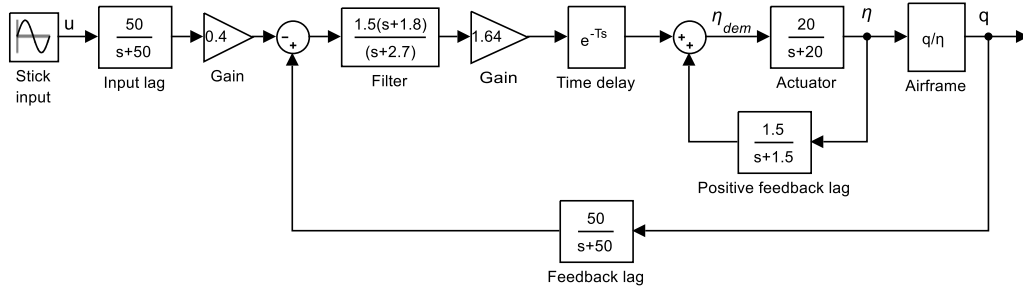 u
50
s+50
0.4
-
+
1.5(s+1.8)
(s+2.7)
1.64
e-Ts
+
+
ηdem
20
s+20
η
q/η
q
Stick
input
Input lag
Gain
Filter
Gain
Time delay
Actuator
Airframe
1.5
s+1.5
Positive feedback lag
50
s+50
Feedback lag